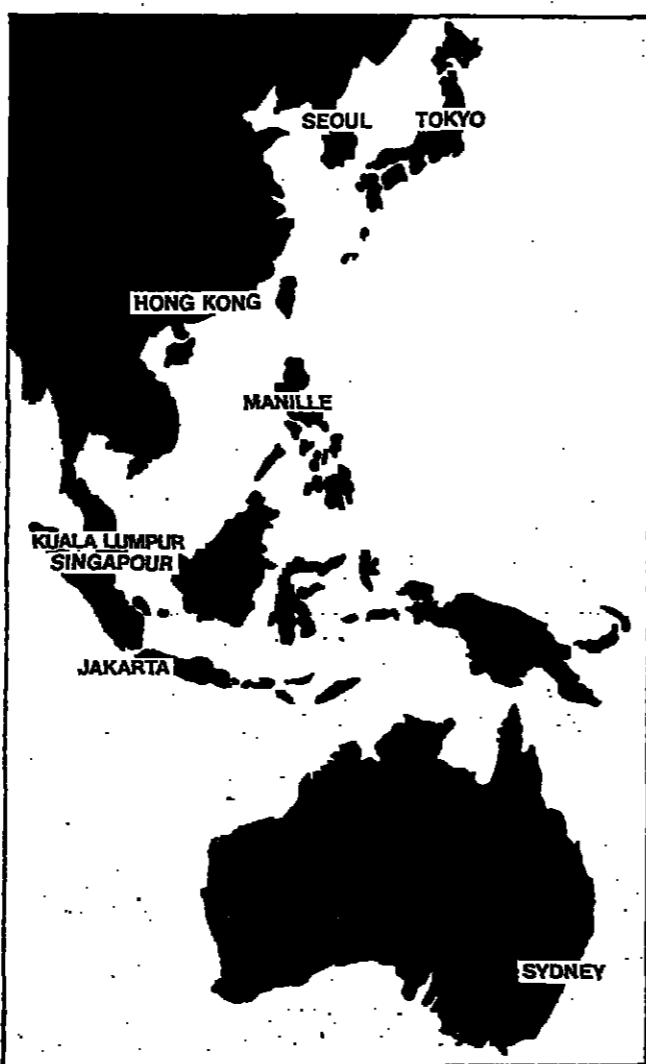 SEOUL
TOKYO
HONG KONG
MANILLE
KUALA LUMPUR
SINGAPOUR
JAKARTA
SYDNEY